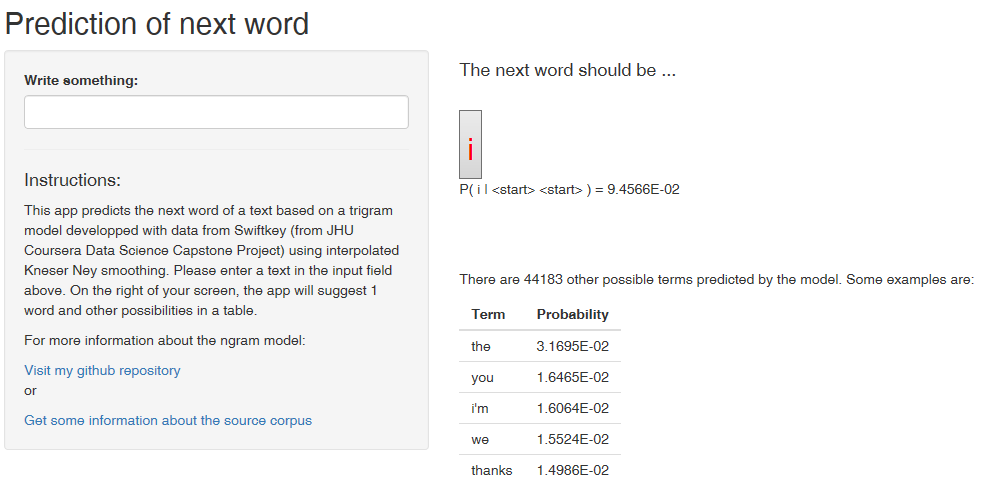 Prediction of next word
Write something:
Instructions:
This app predicts the next word of a text based on a trigram
model developped with data from Swiftkey (from JHU
Coursera Data Science Capstone Project) using interpolated
Kneser Ney smoothing. Please enter a text in the input field
above. On the right of your screen, the app will suggest 1
word and other possibilities in a table.
For more information about the ngram model:
Visit my github repository
or
Get some information about the source corpus
The next word should be ...
i
P( i | <start> <start> ) = 9.4566E-02
There are 44183 other possible terms predicted by the model. Some examples are:
Term Probability
the 3.1695E-02
you 1.6465E-02
i'm 1.6064E-02
we 1.5524E-02
thanks 1.4986E-02